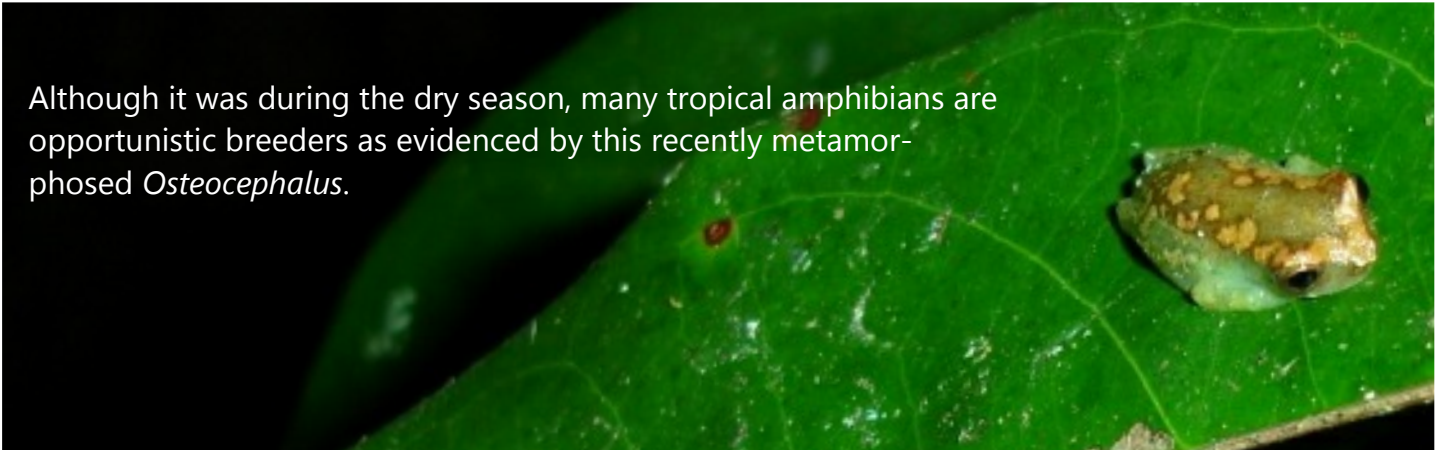 Although it was during the dry season, many tropical amphibians are
opportunistic breeders as evidenced by this recently metamor-
phosed Osteocephalus.